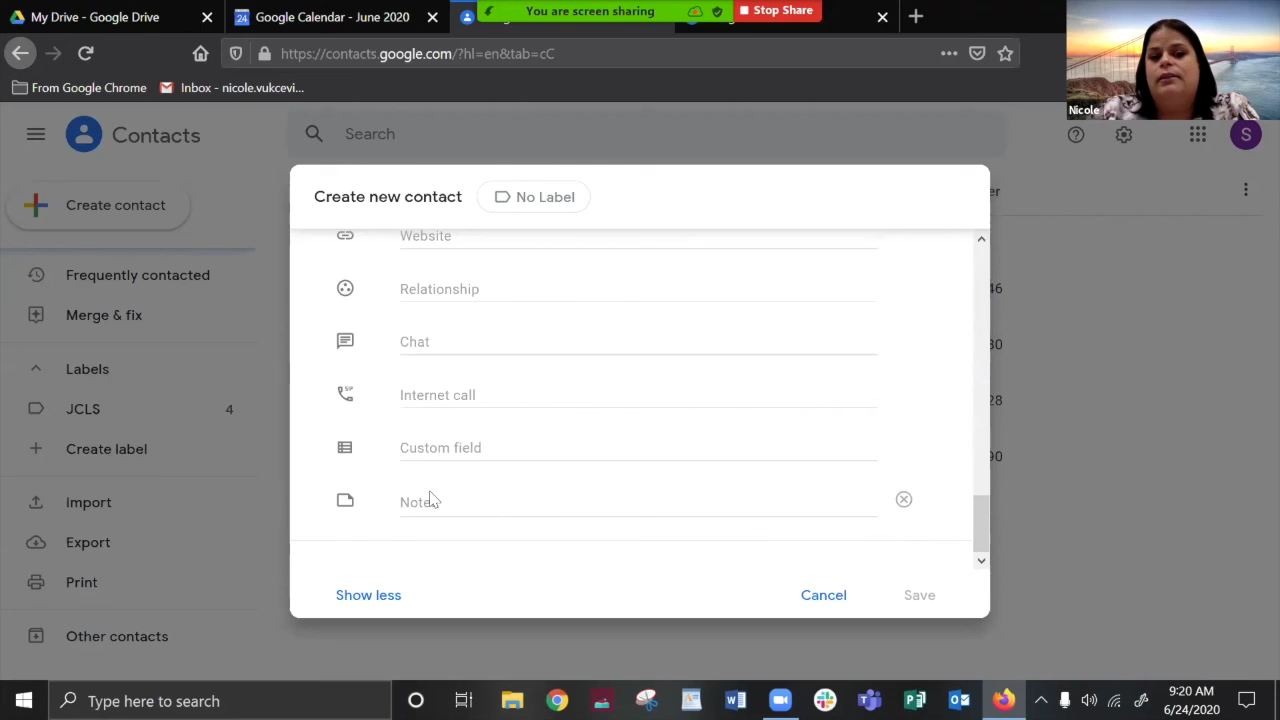 My Drive - Google Drive
Google Calendar - June 2020
You are screen sharing
Stop Share
https://contacts.google.com/?hl=en&tab=cC
From Google Chrome
Inbox - nicole.vukcevi...
Nicole
Contacts
Search
S
Create contact
Create new contact
No Label
er
Website
Frequently contacted
Relationship
46
Merge & fix
Chat
30
Labels
Internet call
28
JCLS
4
Custom field
90
Create label
Notes
Import
Export
Print
Show less
Cancel
Save
Other contacts
Type here to search
9:20 AM
6/24/2020